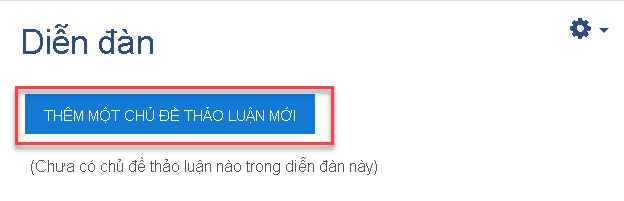 Diễn đàn
THÊM MỘT CHỦ ĐỀ THẢO LUẬN MỚI
(Chưa có chủ đề thảo luận nào trong diễn đàn này)